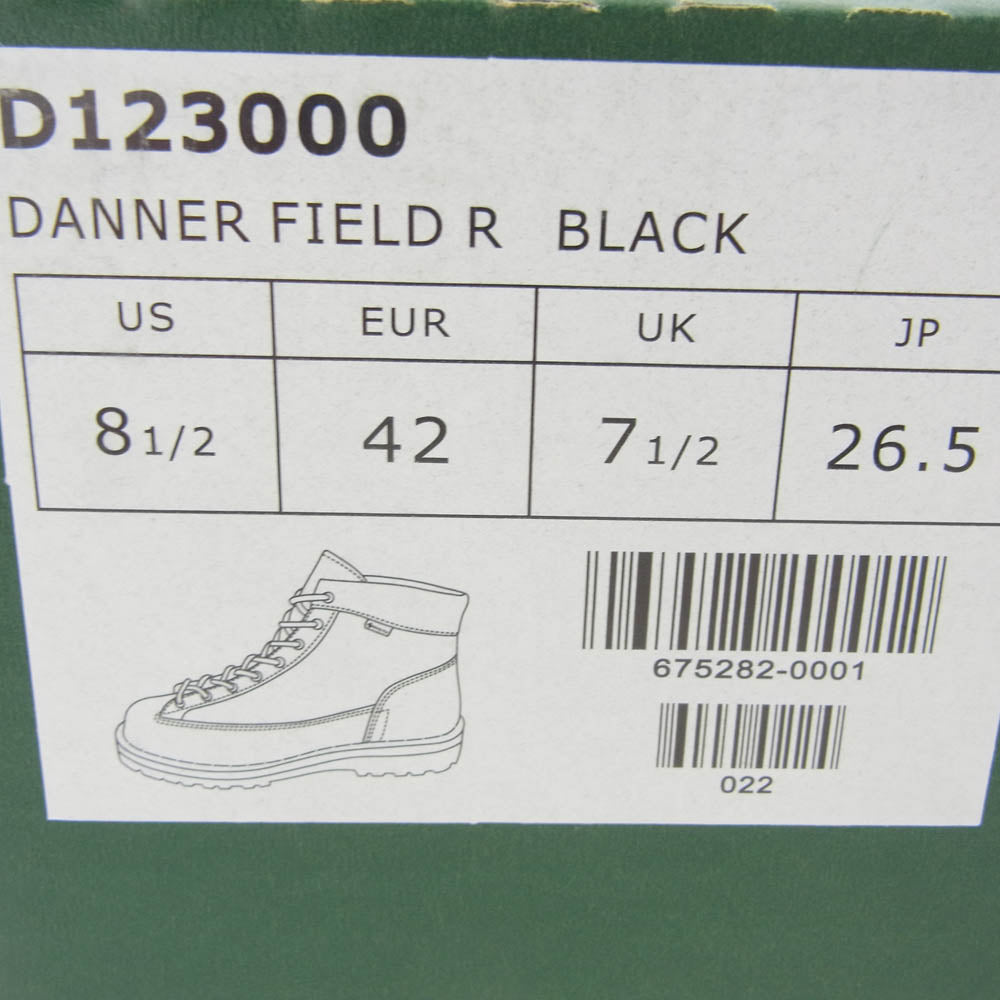 D123000
DANNER FIELD R BLACK
US EUR UK JP
8 1/2 42 7 1/2 26.5
675282-0001
022